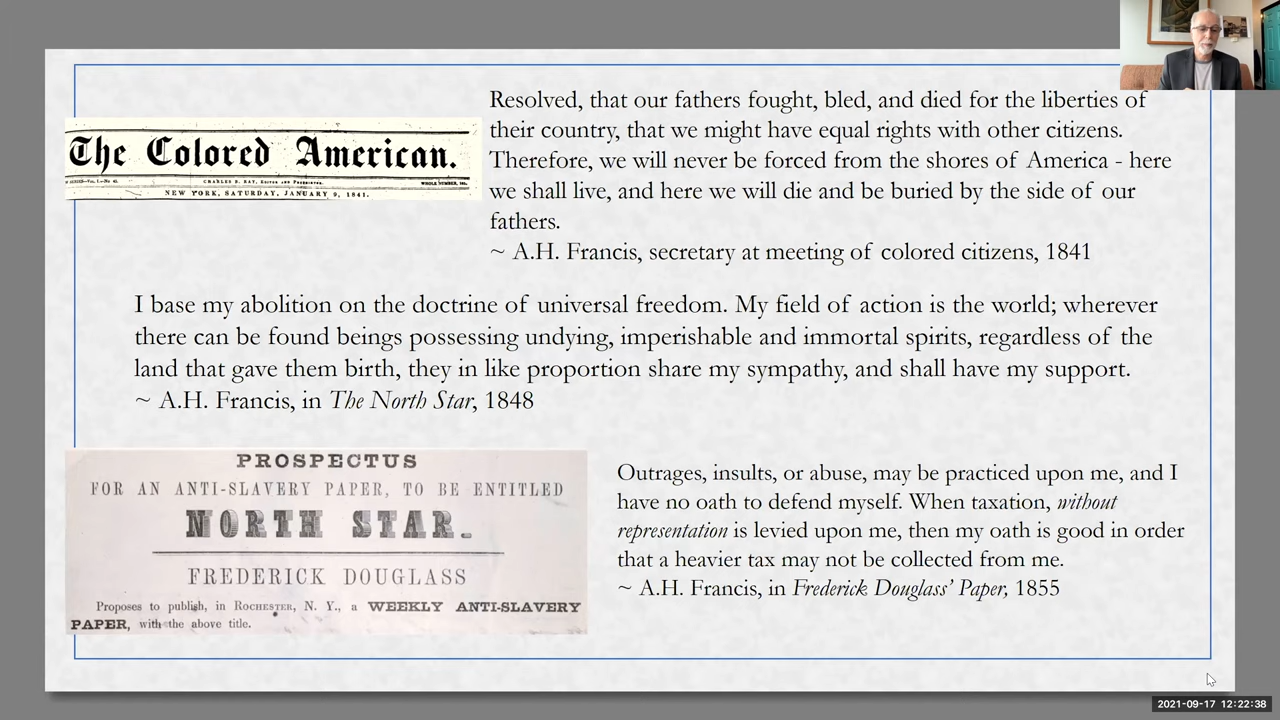 The Colored American.
CHARLES B. RAY, EDITOR AND PROPRIETOR.
WHOLE NUMBER,
NEW YORK, SATURDAY, JANUARY 9, 1841.
Resolved, that our fathers fought, bled, and died for the liberties of
their country, that we might have equal rights with other citizens.
Therefore, we will never be forced from the shores of America - here
we shall live, and here we will die and be buried by the side of our
fathers.
~ A.H. Francis, secretary at meeting of colored citizens, 1841
I base my abolition on the doctrine of universal freedom. My field of action is the world; wherever
there can be found beings possessing undying, imperishable and immortal spirits, regardless of the
land that gave them birth, they in like proportion share my sympathy, and shall have my support.
~ A.H. Francis, in The North Star, 1848
PROSPECTUS
FOR AN ANTI-SLAVERY PAPER, TO BE ENTITLED
NORTH STAR.
FREDERICK DOUGLASS
Proposes to publish, in ROCHESTER, N. Y., a WEEKLY ANTI-SLAVERY
PAPER, with the above title.
Outrages, insults, or abuse, may be practiced upon me, and I
have no oath to defend myself. When taxation, without
representation is levied upon me, then my oath is good in order
that a heavier tax may not be collected from me.
~ A.H. Francis, in Frederick Douglass' Paper, 1855
2021-09-17 12:22:38